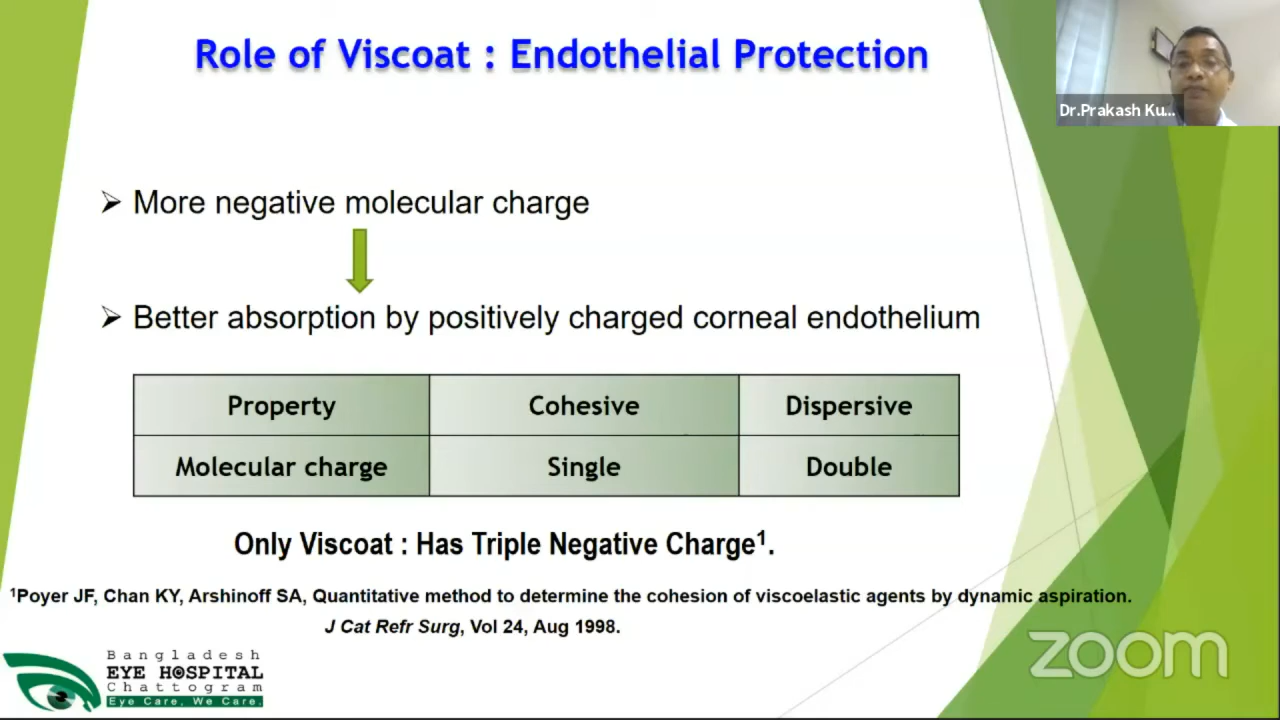 Role of Viscoat : Endothelial Protection
Dr.Prakash Ku...
➢ More negative molecular charge
➢ Better absorption by positively charged corneal endothelium
Property Cohesive Dispersive
Molecular charge Single Double
Only Viscoat : Has Triple Negative Charge¹.
¹Poyer JF, Chan KY, Arshinoff SA, Quantitative method to determine the cohesion of viscoelastic agents by dynamic aspiration.
J Cat Refr Surg, Vol 24, Aug 1998.
Bangladesh
EYE HOSPITAL
Chattogram
Eye Care, We Care.
zoom